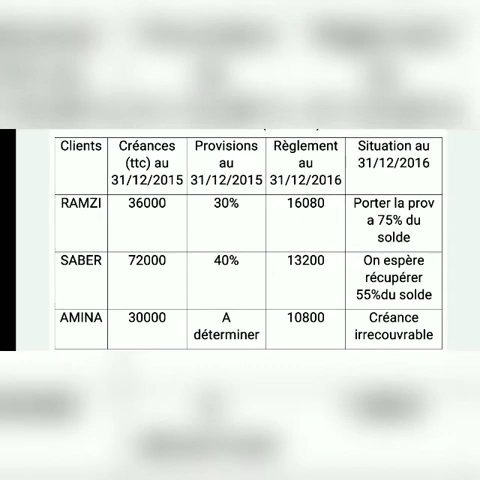 Clients Créances Provisions Règlement Situation au
(ttc) au au au 31/12/2016
31/12/2015 31/12/2015 31/12/2016
RAMZI 36000 30% 16080 Porter la prov
a 75% du
solde
SABER 72000 40% 13200 On espère
récupérer
55%du solde
AMINA 30000 A 10800 Créance
déterminer irrecouvrable